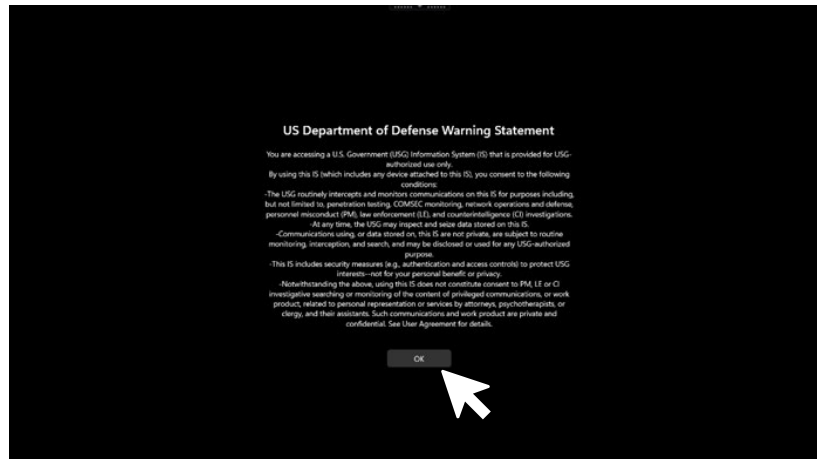 US Department of Defense Warning Statement
You are accessing a U.S. Government (USG) Information System (IS) that is provided for USG-
authorized use only.
By using this IS (which includes any device attached to this IS), you consent to the following
conditions:
-The USG routinely intercepts and monitors communications on this IS for purposes including,
but not limited to, penetration testing, COMSEC monitoring, network operations and defense,
personnel misconduct (PM), law enforcement (LE), and counterintelligence (CI) investigations.
-At any time, the USG may inspect and seize data stored on this IS.
-Communications using, or data stored on, this IS are not private, are subject to routine
monitoring, interception, and search, and may be disclosed or used for any USG-authorized
purpose.
-This IS includes security measures (e.g., authentication and access controls) to protect USG
interests--not for your personal benefit or privacy.
-Notwithstanding the above, using this IS does not constitute consent to PM, LE or CI
investigative searching or monitoring of the content of privileged communications, or work
product, related to personal representation or services by attorneys, psychotherapists, or
clergy, and their assistants. Such communications and work product are private and
confidential. See User Agreement for details.
OK